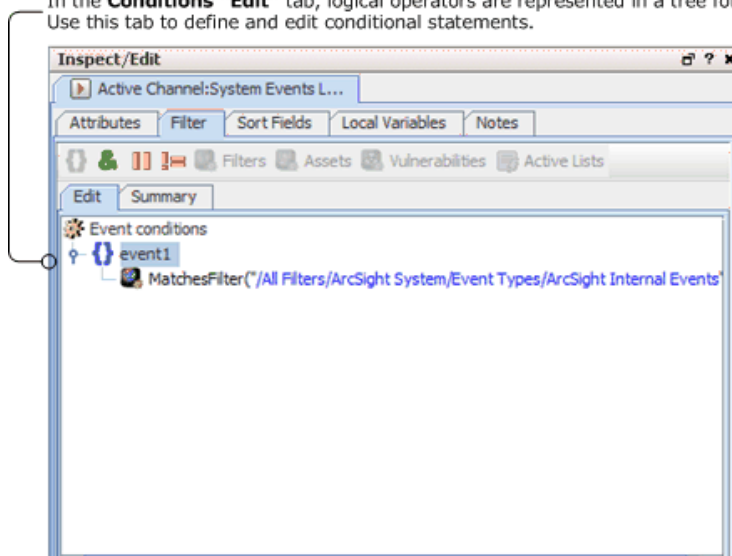 In the Conditions "Edit" tab, logical operators are represented in a tree
Use this tab to define and edit conditional statements.
Inspect/Edit
Active Channel:System Events L...
Attributes Filter Sort Fields Local Variables Notes
Filters Assets Vulnerabilities Active Lists
Edit Summary
Event conditions
event1
MatchesFilter("/All Filters/ArcSight System/Event Types/ArcSight Internal Events"